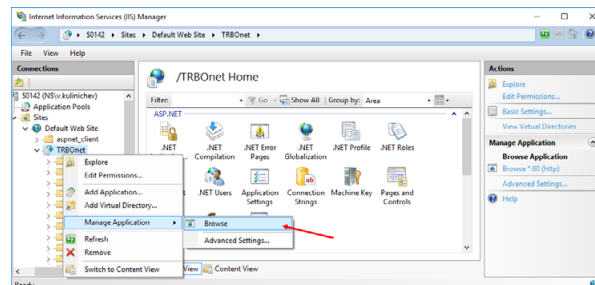 Internet Information Services (IIS) Manager
S0142 ▸ Sites ▸ Default Web Site ▸ TRBOnet ▸
File View Help
Connections
S0142 (NS\v.kulinichev)
Application Pools
Sites
Default Web Site
aspnet_client
TRBOnet
Explore
Edit Permissions...
Add Application...
Add Virtual Directory...
Manage Application
Refresh
Remove
Switch to Content View
Browse
Advanced Settings...
/TRBOnet Home
Filter: Go Show All Group by: Area
ASP.NET
.NET
.NET Compilation
.NET Error Pages
.NET Globalization
.NET Profile
.NET Roles
.NET Users
Application Settings
Connection Strings
Machine Key
Pages and Controls
View Content View
Actions
Explore
Edit Permissions...
Basic Settings...
View Virtual Directories
Manage Application
Browse Application
Browse *:80 (http)
Advanced Settings...
Help
Ready